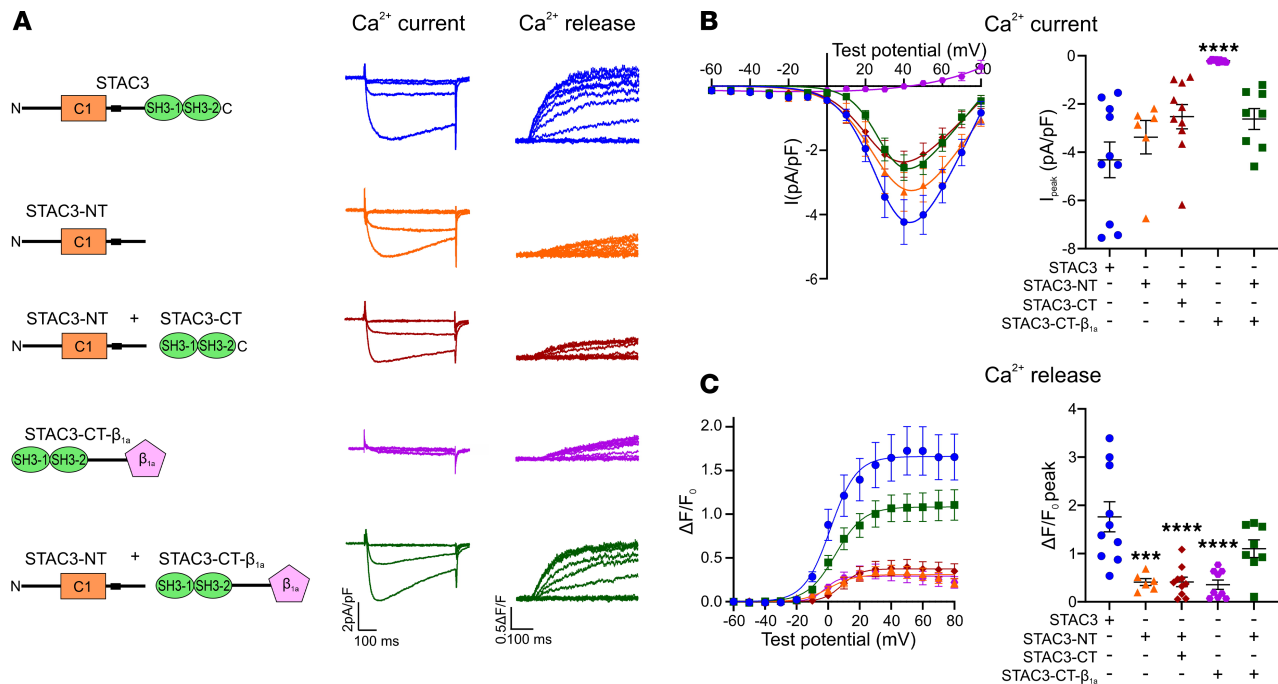 A
Ca²⁺ current
Ca²⁺ release
STAC3
N
C1
SH3-1
SH3-2
C
STAC3-NT
N
C1
STAC3-NT + STAC3-CT
N
C1
SH3-1
SH3-2
C
STAC3-CT-β₁ₐ
SH3-1
SH3-2
β₁ₐ
STAC3-NT + STAC3-CT-β₁ₐ
N
C1
SH3-1
SH3-2
β₁ₐ
2pA/pF
100 ms
0.5ΔF/F
100 ms
B
Ca²⁺ current
Test potential (mV)
-60 -40 -20 0 20 40 60 80
-2
-4
-6
I(pA/pF)
****
0
-2
-4
-6
-8
Iₚₑₐₖ (pA/pF)
STAC3 + - - - -
STAC3-NT - + + - +
STAC3-CT - - + - -
STAC3-CT-β₁ₐ - - - + +
C
Ca²⁺ release
2.0
1.5
1.0
0.5
0.0
ΔF/F₀
-60 -40 -20 0 20 40 60 80
Test potential (mV)
4
3
2
1
0
ΔF/F₀ peak
*** **** ****
STAC3 + - - - -
STAC3-NT - + + - +
STAC3-CT - - + - -
STAC3-CT-β₁ₐ - - - + +